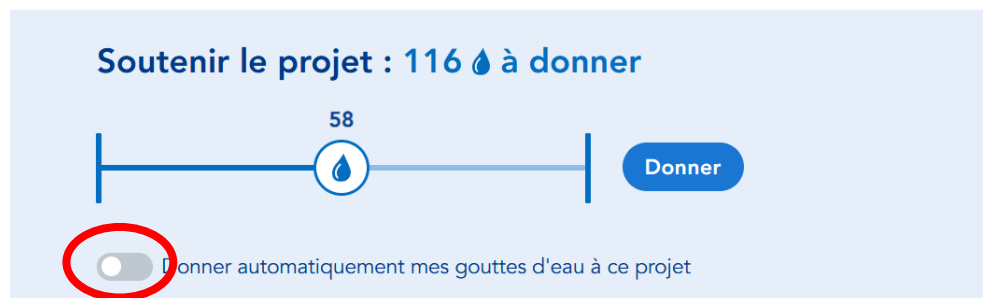 Soutenir le projet : 116 à donner
58
Donner
Donner automatiquement mes gouttes d'eau à ce projet